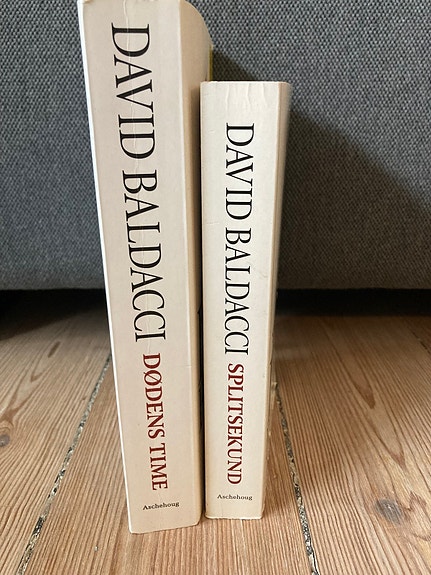 DAVID BALDACCI DØDENS TIME
Aschehoug
DAVID BALDACCI SPLITSEKUND
Aschehoug